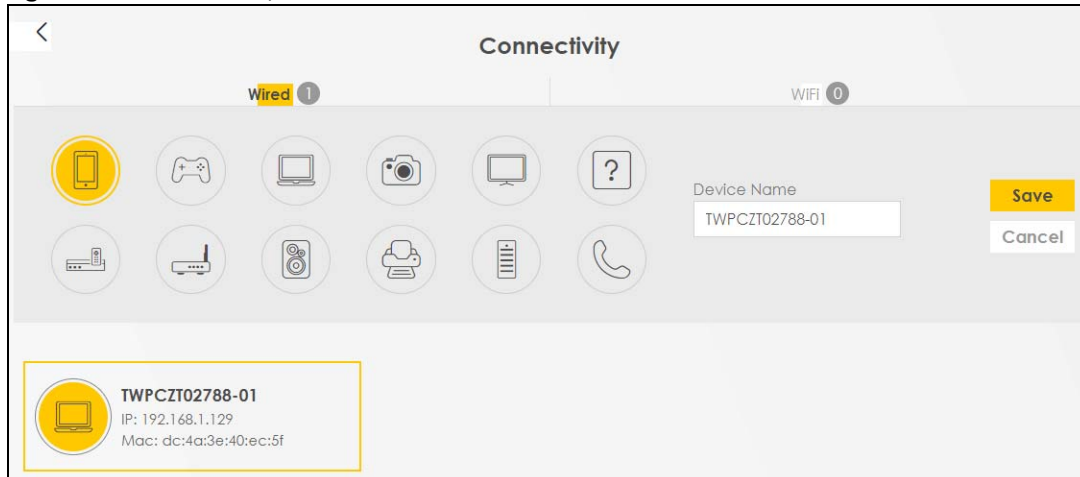 Connectivity
Wired 1
WiFi 0
?
Device Name
TWPCZT02788-01
Save
Cancel
TWPCZT02788-01
IP: 192.168.1.129
Mac: dc:4a:3e:40:ec:5f